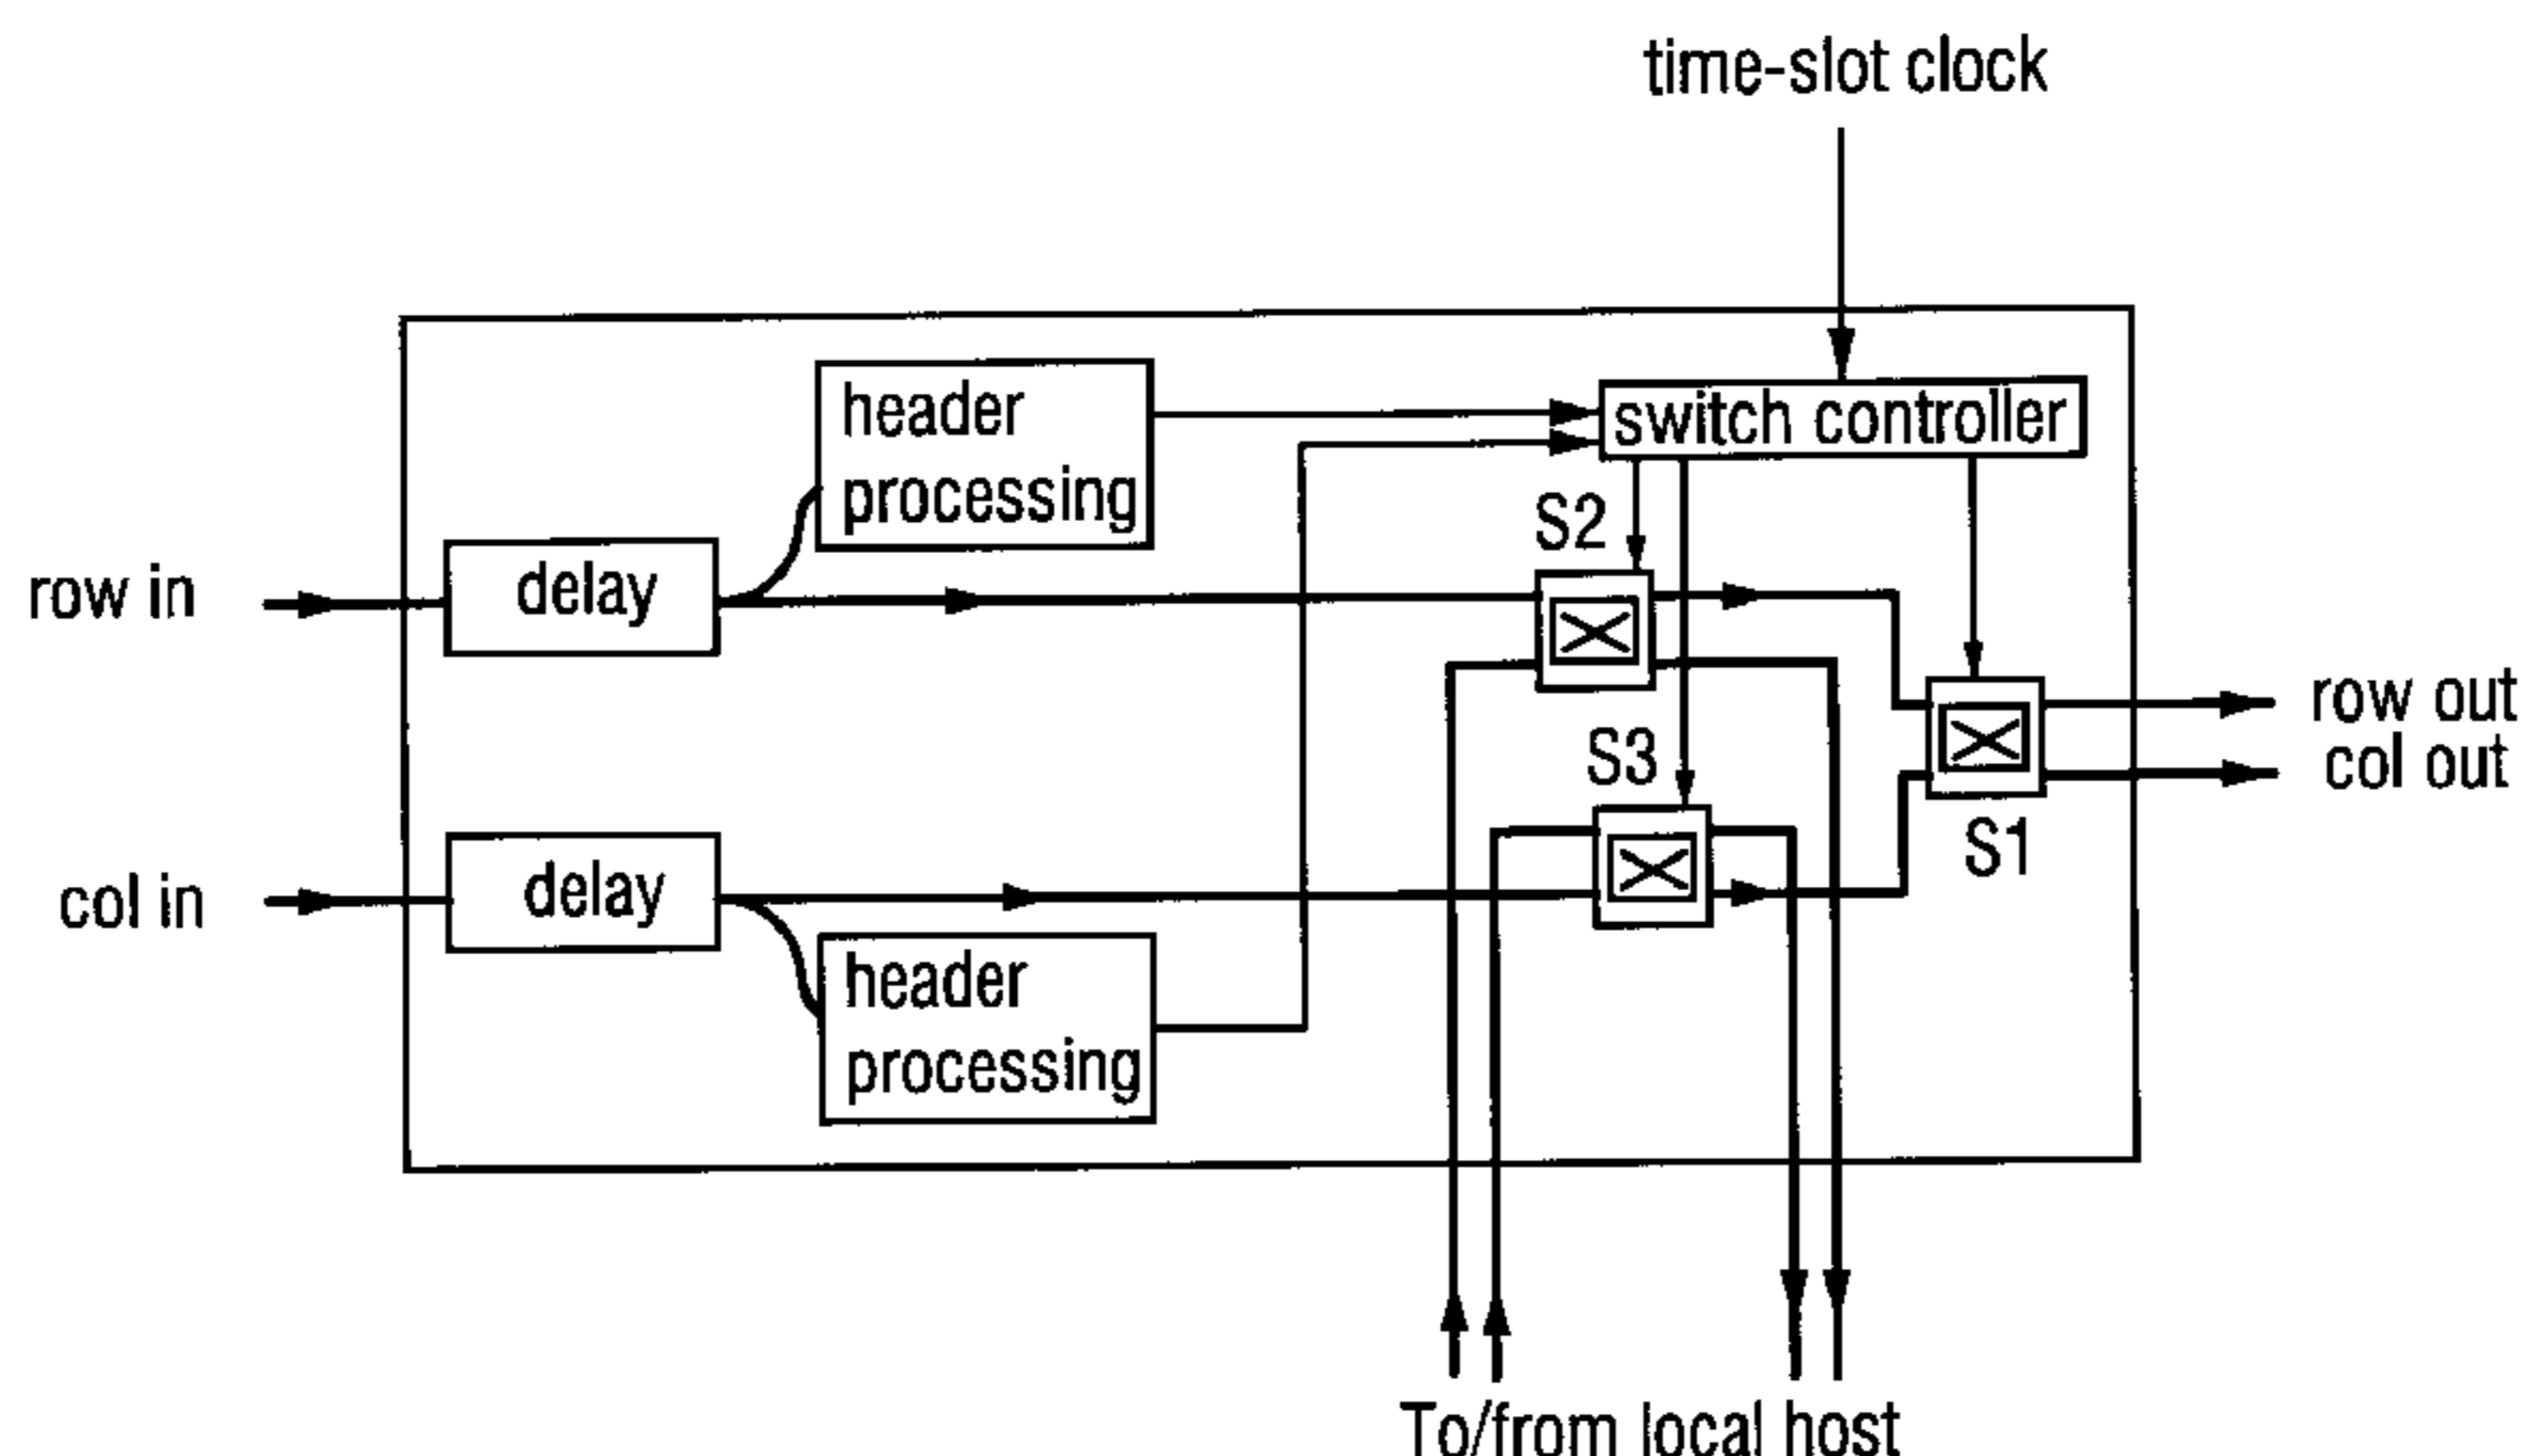 time-slot clock
header
processing
switch controller
S2
row in
delay
row out
col out
S3
S1
col in
delay
header
processing
To/from local host